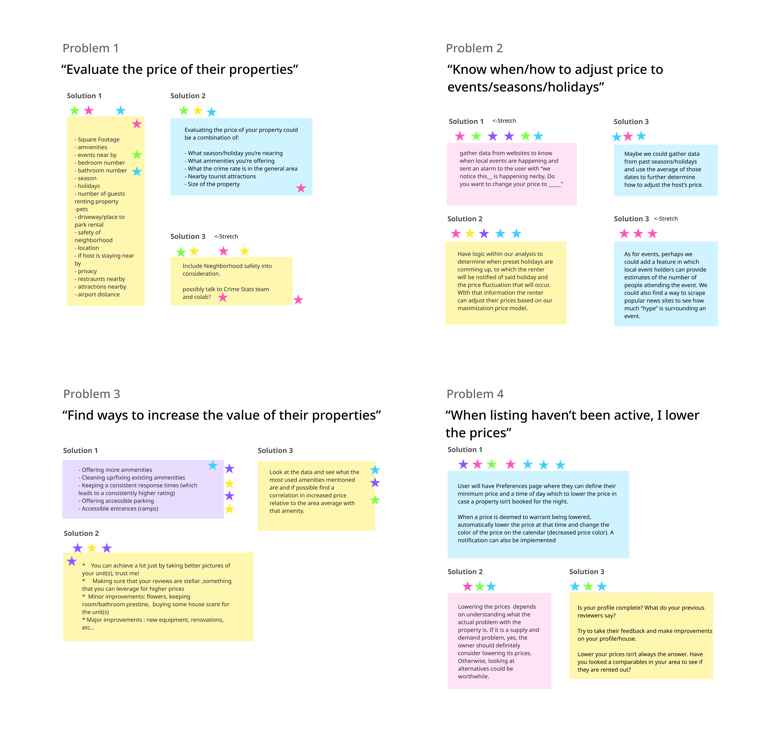 Problem 1
“Evaluate the price of their properties”
Solution 1
- Square Footage
- amnenities
- events near by
- bedroom number
- bathroom number
- season
- holidays
- number of guests
renting property
-pets
- driveway/place to
park rental
- safety of
neighborhood
- location
- if host is staying near
by
- privacy
- restraunts nearby
- attractions nearby
- airport distance
Solution 2
Evaluating the price of your property could
be a combination of:
- What season/holiday you're nearing
- What ammenities you're offering
- What the crime rate is in the general area
- Nearby tourist attractions
- Size of the property
Solution 3
<-Stretch
Include Nieghborhood safety into
consideration.
possibly talk to Crime Stats team
and colab?
Problem 2
“Know when/how to adjust price to
events/seasons/holidays”
Solution 1
<-Stretch
gather data from websites to know
when local events are happening and
sent an alarm to the user with “we
notice this__ is happening nerby, Do
you want to change your price to _____”
Solution 3
Maybe we could gather data
from past seasons/holidays
and use the average of those
dates to further determine
how to adjust the host's price.
Solution 2
Have logic within our analysis to
determine when preset holidays are
comming up, to which the renter
will be notified of said holiday and
the price fluctuation that will occur.
WIth that information the renter
can adjust their prices based on our
maximization price model.
Solution 3
<-Stretch
As for events, perhaps we
could add a feature in which
local event holders can provide
estimates of the number of
people attending the event. We
could also find a way to scrape
popular news sites to see how
much “hype” is surrounding an
event.
Problem 3
“Find ways to increase the value of their properties”
Solution 1
- Offering more ammenities
- Cleaning up/fixing existing ammenities
- Keeping a consistent response times (which
leads to a consistently higher rating)
- Offering accessible parking
- Accessible entrances (ramps)
Solution 3
Look at the data and see what the
most used amenities mentioned
are and if possible find a
correlation in increased price
relative to the area average with
that amenity.
Solution 2
* You can achieve a lot just by taking better pictures of
your unit(s), trust me!
* Making sure that your reviews are stellar ,something
that you can leverage for higher prices
* Minor improvements: flowers, keeping
room/bathroom prestine, buying some house scent for
the unit(s)
* Major improvements : new equipment, renovations,
etc...
Problem 4
“When listing haven't been active, I lower
the prices”
Solution 1
User will have Preferences page where they can define their
minimum price and a time of day which to lower the price in
case a property isn't booked for the night.
When a price is deemed to warrant being lowered,
automatically lower the price at that time and change the
color of the price on the calendar (decreased price color). A
notification can also be implemented
Solution 2
Lowering the prices depends
on understanding what the
actual problem with the
property is. If it is a supply and
demand problem, yes, the
owner should definitely
consider lowering its prices.
Otherwise, looking at
alternatives could be
worthwhile.
Solution 3
Is your profile complete? What do your previous
reviewers say?
Try to take their feedback and make improvements
on your profile/house.
Lower your prices isn't always the answer. Have
you looked a comparables in your area to see if
they are rented out?